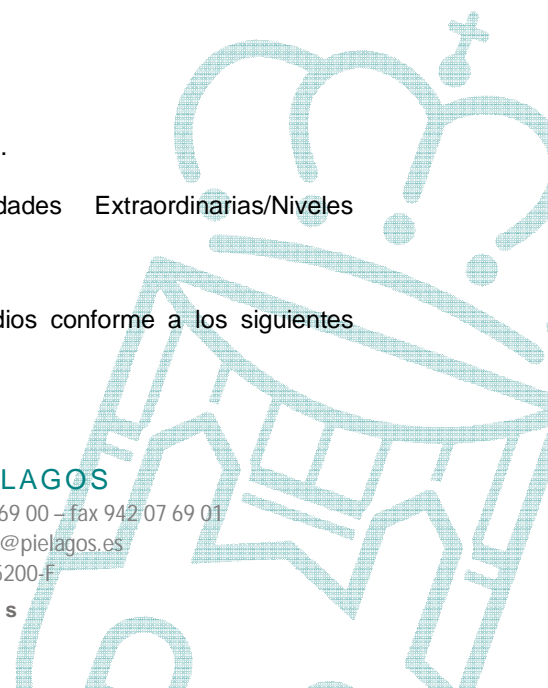 .
dades Extraordinarias/Niveles
dios conforme a los siguientes
LAGOS
69 00 – fax 942 07 69 01
@pielagos.es
5200-F
s